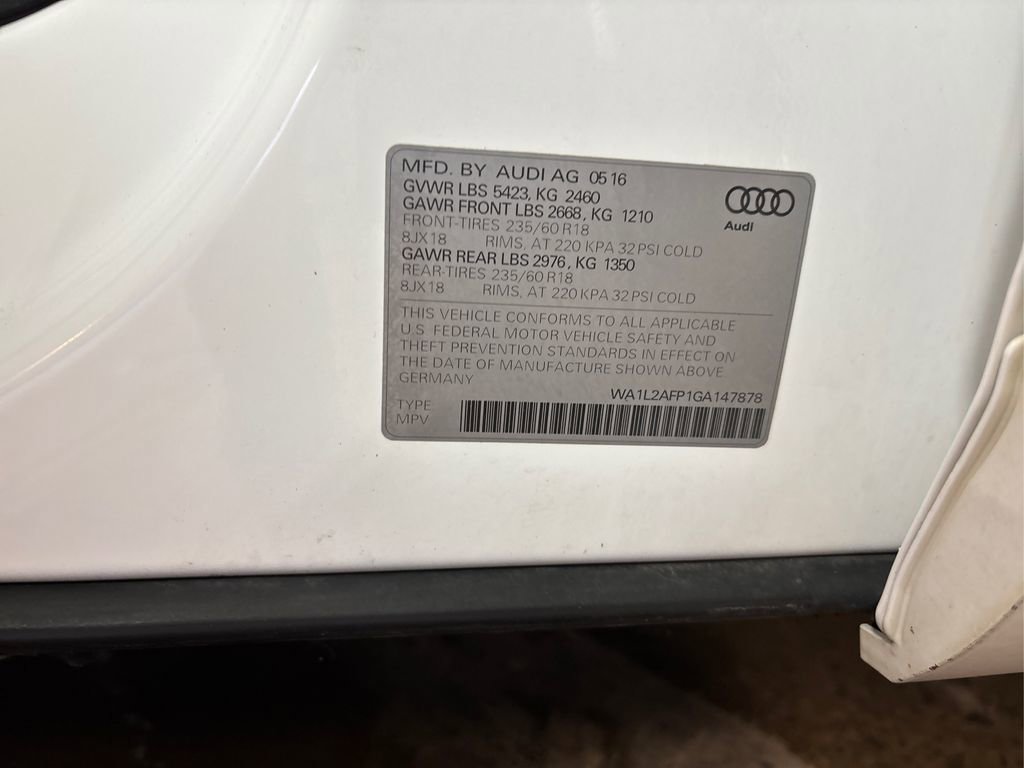 MFD. BY AUDI AG 0516
GVWR LBS 5423, KG 2460
GAWR FRONT LBS 2668, KG 1210
FRONT-TIRES 235/60 R18
8JX18 RIMS, AT 220 KPA 32 PSI COLD
GAWR REAR LBS 2976, KG 1350
REAR-TIRES 235/60 R18
8JX18 RIMS, AT 220 KPA 32 PSI COLD
Audi
THIS VEHICLE CONFORMS TO ALL APPLICABLE
U.S. FEDERAL MOTOR VEHICLE SAFETY AND
THEFT PREVENTION STANDARDS IN EFFECT ON
THE DATE OF MANUFACTURE SHOWN ABOVE
GERMANY
WA1L2AFP1GA147878
TYPE
MPV